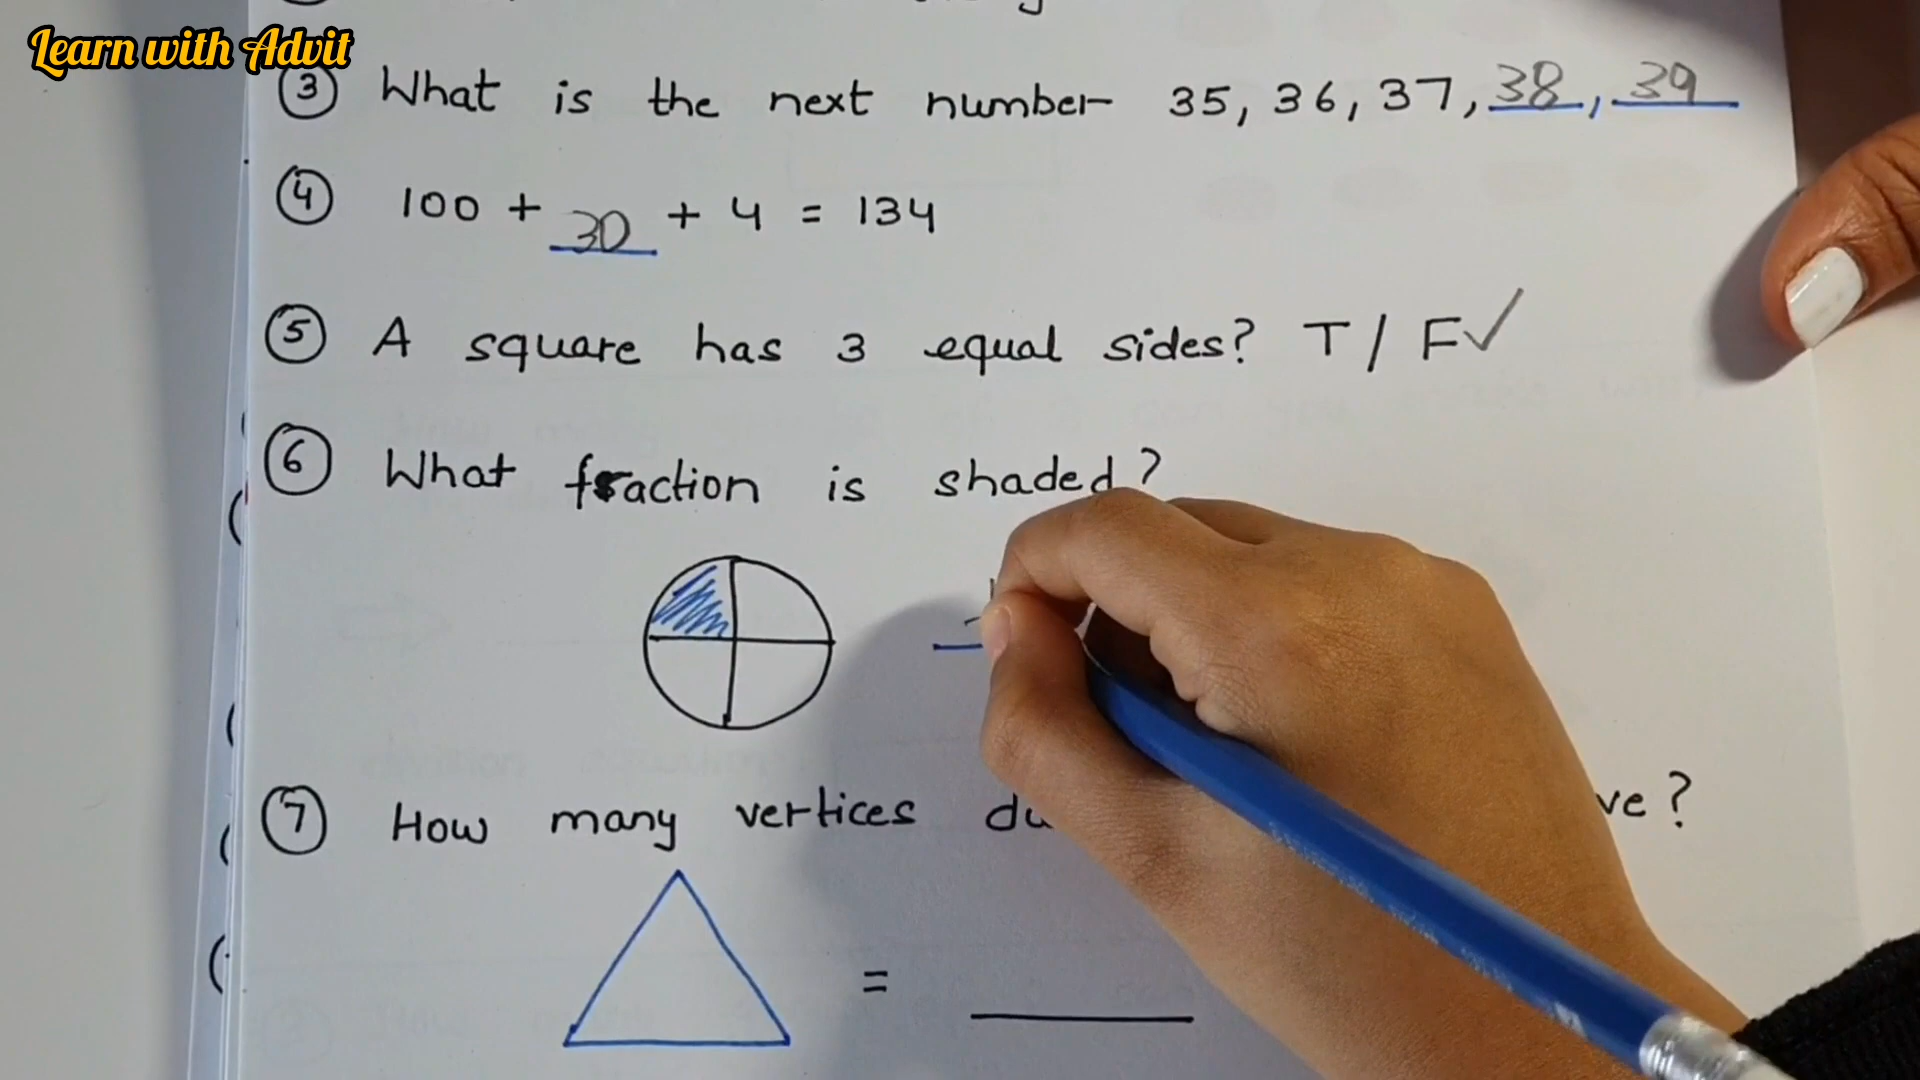 Learn with Advit
③ What is the next number 35, 36, 37, 38, 39
④ 100 + 30 + 4 = 134
⑤ A square has 3 equal sides? T / F✓
⑥ What fraction is shaded?
⑦ How many vertices
=